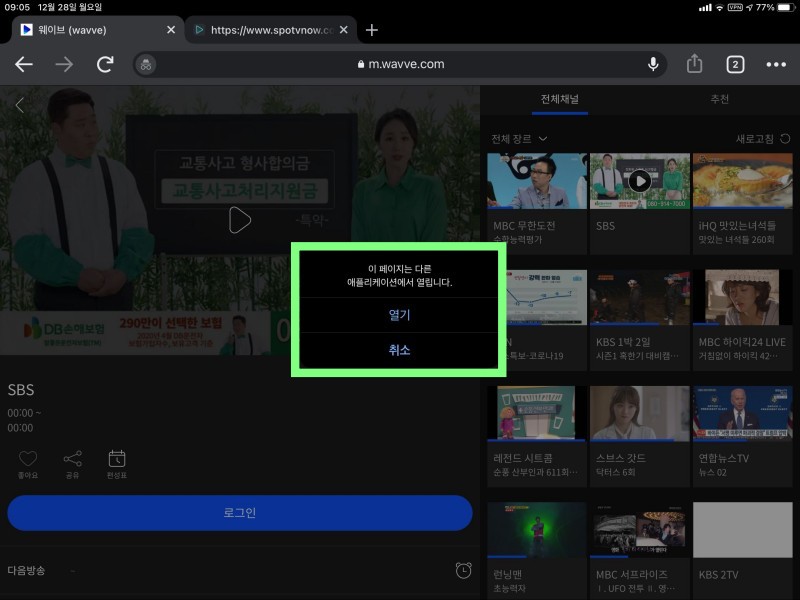 09:05 12월 28일 월요일
VPN 77%
웨이브 (wavve)
https://www.spotvnow.co
m.wavve.com
2
전체채널
추천
전체 장르
새로고침
교통사고 형사합의금
교통사고처리지원금
-특약-
DB손해보험
290만이 선택한 보험
SBS
00:00 ~
00:00
좋아요
공유
편성표
로그인
다음방송
-
이 페이지는 다른
애플리케이션에서 열립니다.
열기
취소
MBC 무한도전
수학능력평가
SBS
080-914-7000
iHQ 맛있는녀석들
맛있는 녀석들 260회
KBS 1박 2일
시즌1 혹한기 대비캠…
MBC 하이킥24 LIVE
거침없이 하이킥 42…
레전드 시트콤
순풍 산부인과 611회…
스브스 갓드
닥터스 6회
연합뉴스TV
뉴스 02
런닝맨
초능력자
MBC 서프라이즈
Ⅰ. UFO 전투 Ⅱ. 영…
KBS 2TV